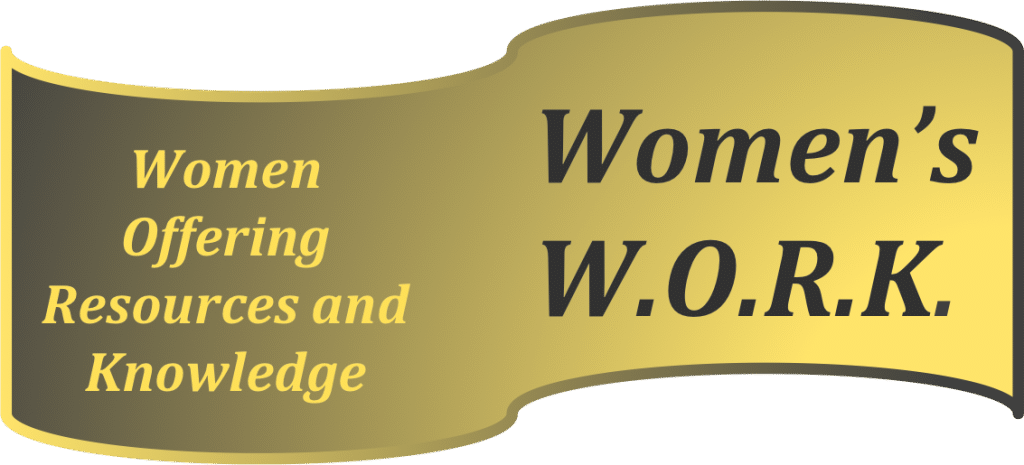 Women
Offering
Resources and
Knowledge
Women’s
W.O.R.K.